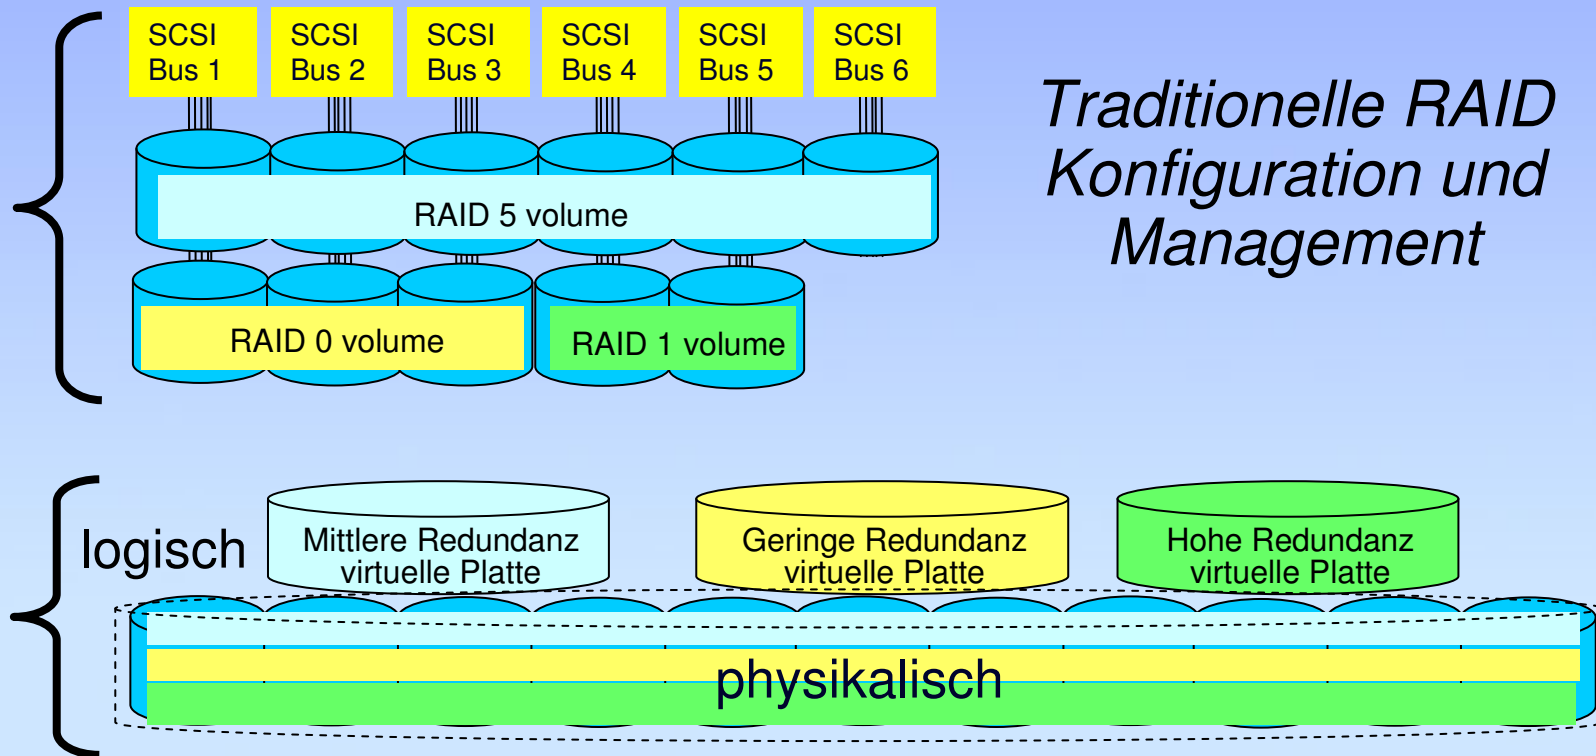 SCSI
Bus 1
SCSI
Bus 2
SCSI
Bus 3
SCSI
Bus 4
SCSI
Bus 5
SCSI
Bus 6
Traditionelle RAID
Konfiguration und
Management
RAID 5 volume
RAID 0 volume
RAID 1 volume
logisch
Mittlere Redundanz
virtuelle Platte
Geringe Redundanz
virtuelle Platte
Hohe Redundanz
virtuelle Platte
physikalisch